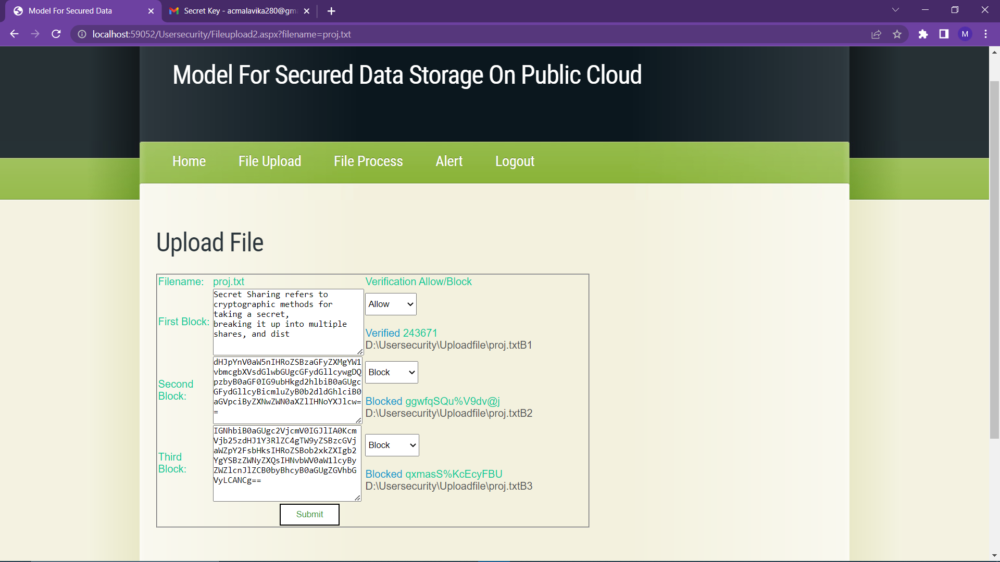 Model For Secured Data
Secret Key - acmalavika280@gm
localhost:59052/Usersecurity/Fileupload2.aspx?filename=proj.txt
M
Model For Secured Data Storage On Public Cloud
Home File Upload File Process Alert Logout
Upload File
Filename: proj.txt Verification Allow/Block
First Block:
Secret Sharing refers to
cryptographic methods for
taking a secret,
breaking it up into multiple
shares, and dist
Allow
Verified 243671
D:\Usersecurity\Uploadfile\proj.txtB1
Second
Block:
dHJpYnV0aW5nIHRoZSBzaGFyZXMgYW1
vbmcgbXVsdGlwbGUgcGFydGllcywgDQ
pzbyB0aGF0IG9ubHkgd2hlbiB0aGUgc
GFydGllcyBicmluZyB0b2dldGhlciB0
aGVpciByZXNwZWN0aXZlIHNoYXJlcw=
=
Block
Blocked ggwfqSQu%V9dv@j
D:\Usersecurity\Uploadfile\proj.txtB2
Third
Block:
IGNhbiB0aGUgc2VjcmV0IGJlIA0Kcm
Vjb25zdHJ1Y3RlZC4gTW9yZSBzcGVj
aWZpY2FsbHksIHRoZSBob2xkZXIgb2
YgYSBzZWNyZXQsIHNvbWV0aW1lcyBy
ZWZlcnJlZCB0byBhcyB0aGUgZGVhbG
VyLCANCg==
Block
Blocked qxmasS%KcEcyFBU
D:\Usersecurity\Uploadfile\proj.txtB3
Submit